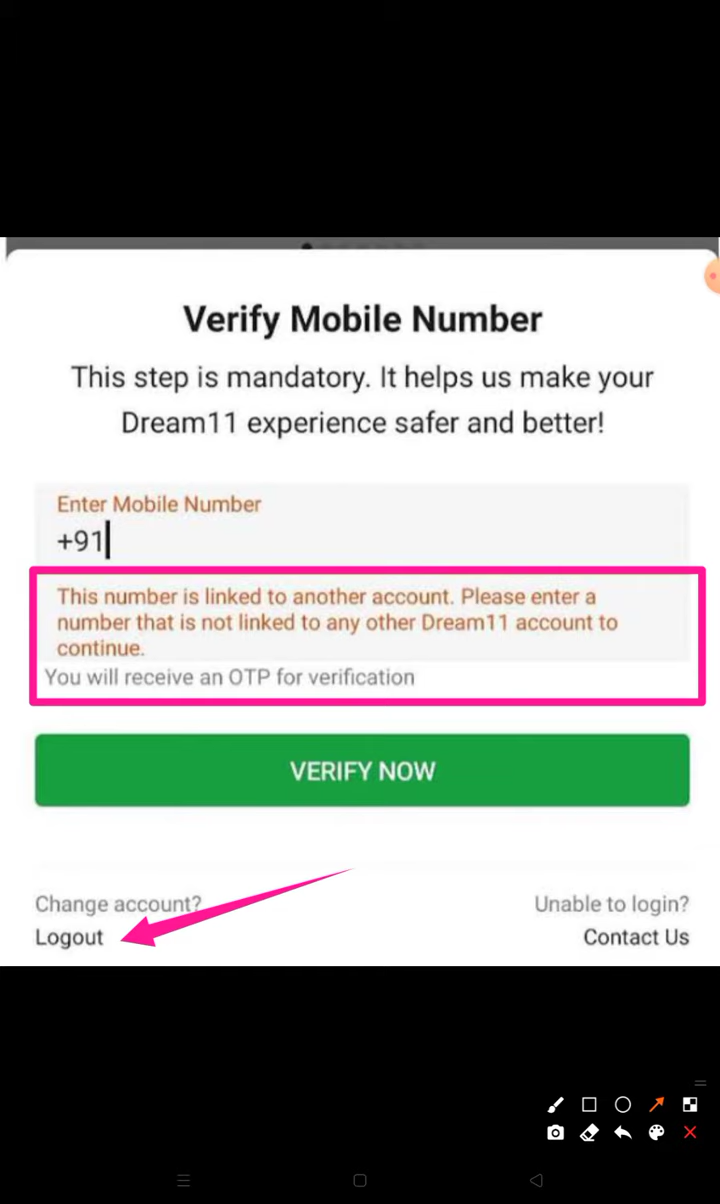 Verify Mobile Number
This step is mandatory. It helps us make your
Dream11 experience safer and better!
Enter Mobile Number
+91
This number is linked to another account. Please enter a
number that is not linked to any other Dream11 account to
continue.
You will receive an OTP for verification
VERIFY NOW
Change account?
Logout
Unable to login?
Contact Us